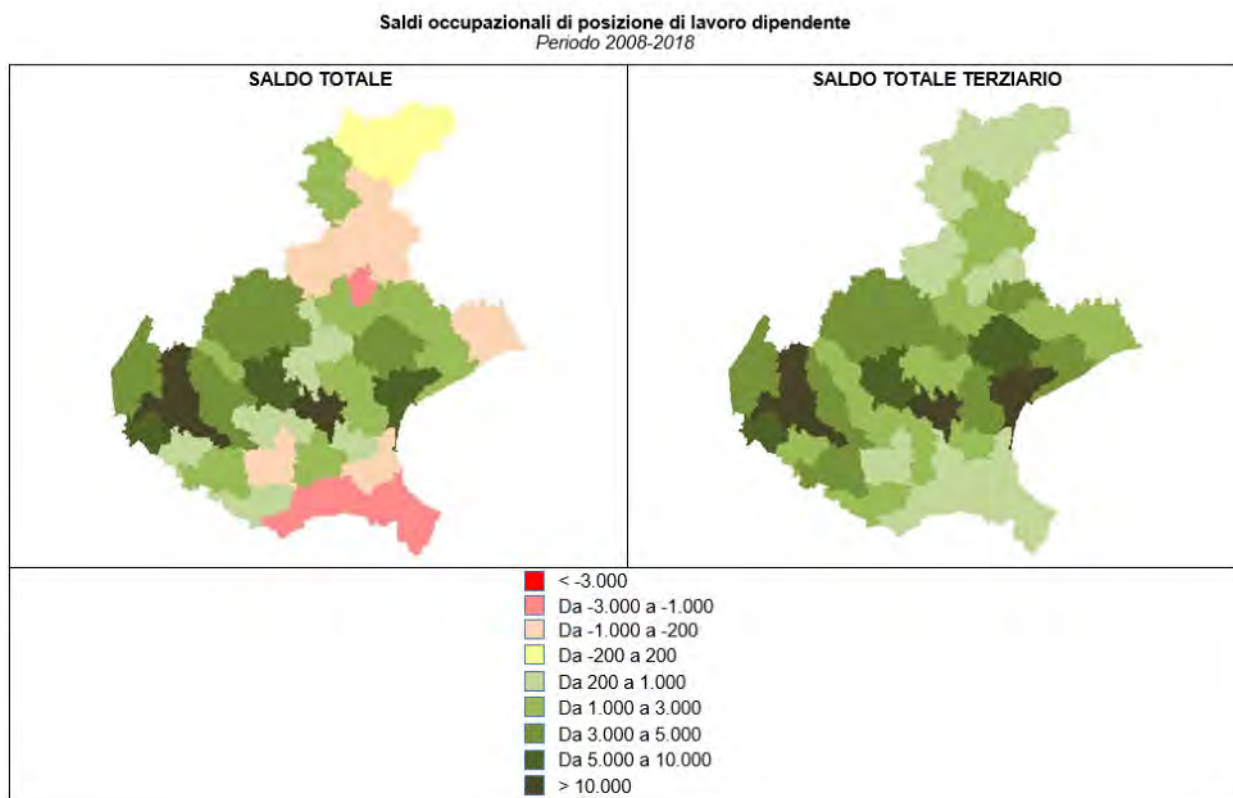 Saldi occupazionali di posizione di lavoro dipendente
Periodo 2008-2018
SALDO TOTALE
SALDO TOTALE TERZIARIO
< -3.000
Da -3.000 a -1.000
Da -1.000 a -200
Da -200 a 200
Da 200 a 1.000
Da 1.000 a 3.000
Da 3.000 a 5.000
Da 5.000 a 10.000
> 10.000